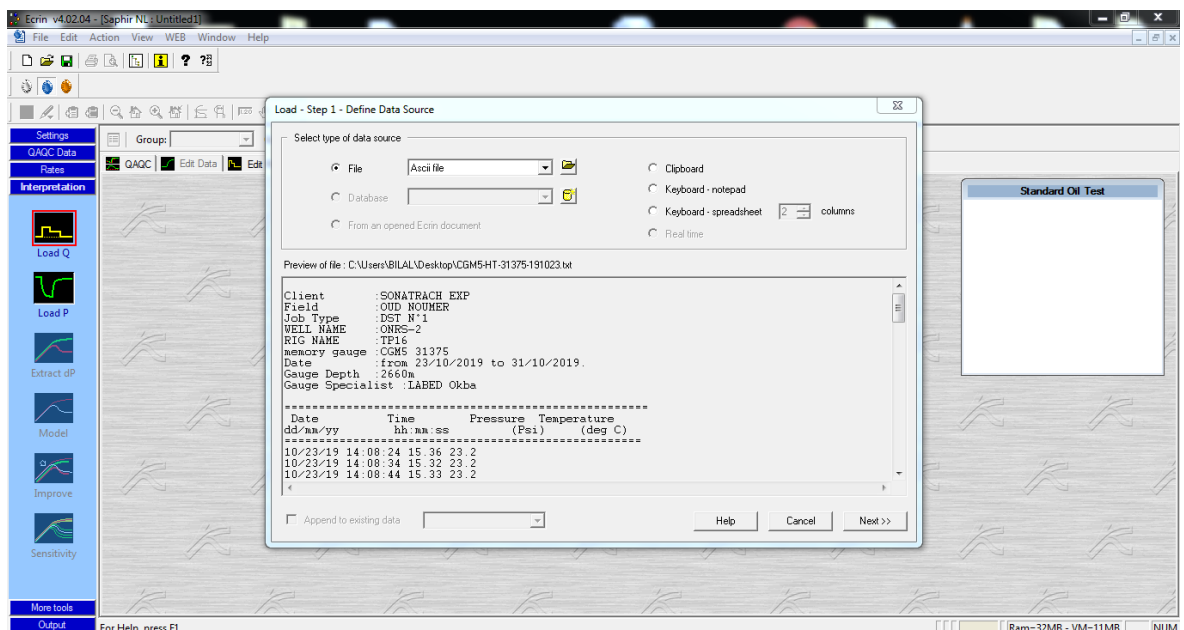 Ecrin v4.02.04 - [Saphir NL : Untitled1]
File Edit Action View WEB Window Help
Group:
Settings
QAQC Data
Rates
Interpretation
QAQC Edit Data Edit
Load Q
Load P
Extract dP
Model
Improve
Sensitivity
More tools
Output
Load - Step 1 - Define Data Source
Select type of data source
File Ascii file Clipboard
Database Keyboard - notepad
Keyboard - spreadsheet 2 columns
From an opened Ecrin document
Real time
Preview of file : C:\Users\BILAL\Desktop\CGM5-HT-31375-191023.txt
Client :SONATRACH EXP
Field :OUD NOUMER
Job Type :DST N°1
WELL NAME :ONRS-2
RIG NAME :TP16
memory gauge :CGM5 31375
Date :from 23/10/2019 to 31/10/2019.
Gauge Depth :2660m
Gauge Specialist :LABED Okba
============================================
Date Time Pressure Temperature
dd/mm/yy hh:mm:ss (Psi) (deg C)
============================================
10/23/19 14:08:24 15.36 23.2
10/23/19 14:08:34 15.32 23.2
10/23/19 14:08:44 15.33 23.2
Append to existing data
Help Cancel Next >>
Standard Oil Test
For Help, press F1
Ram=32MB - VM=11MB NUM